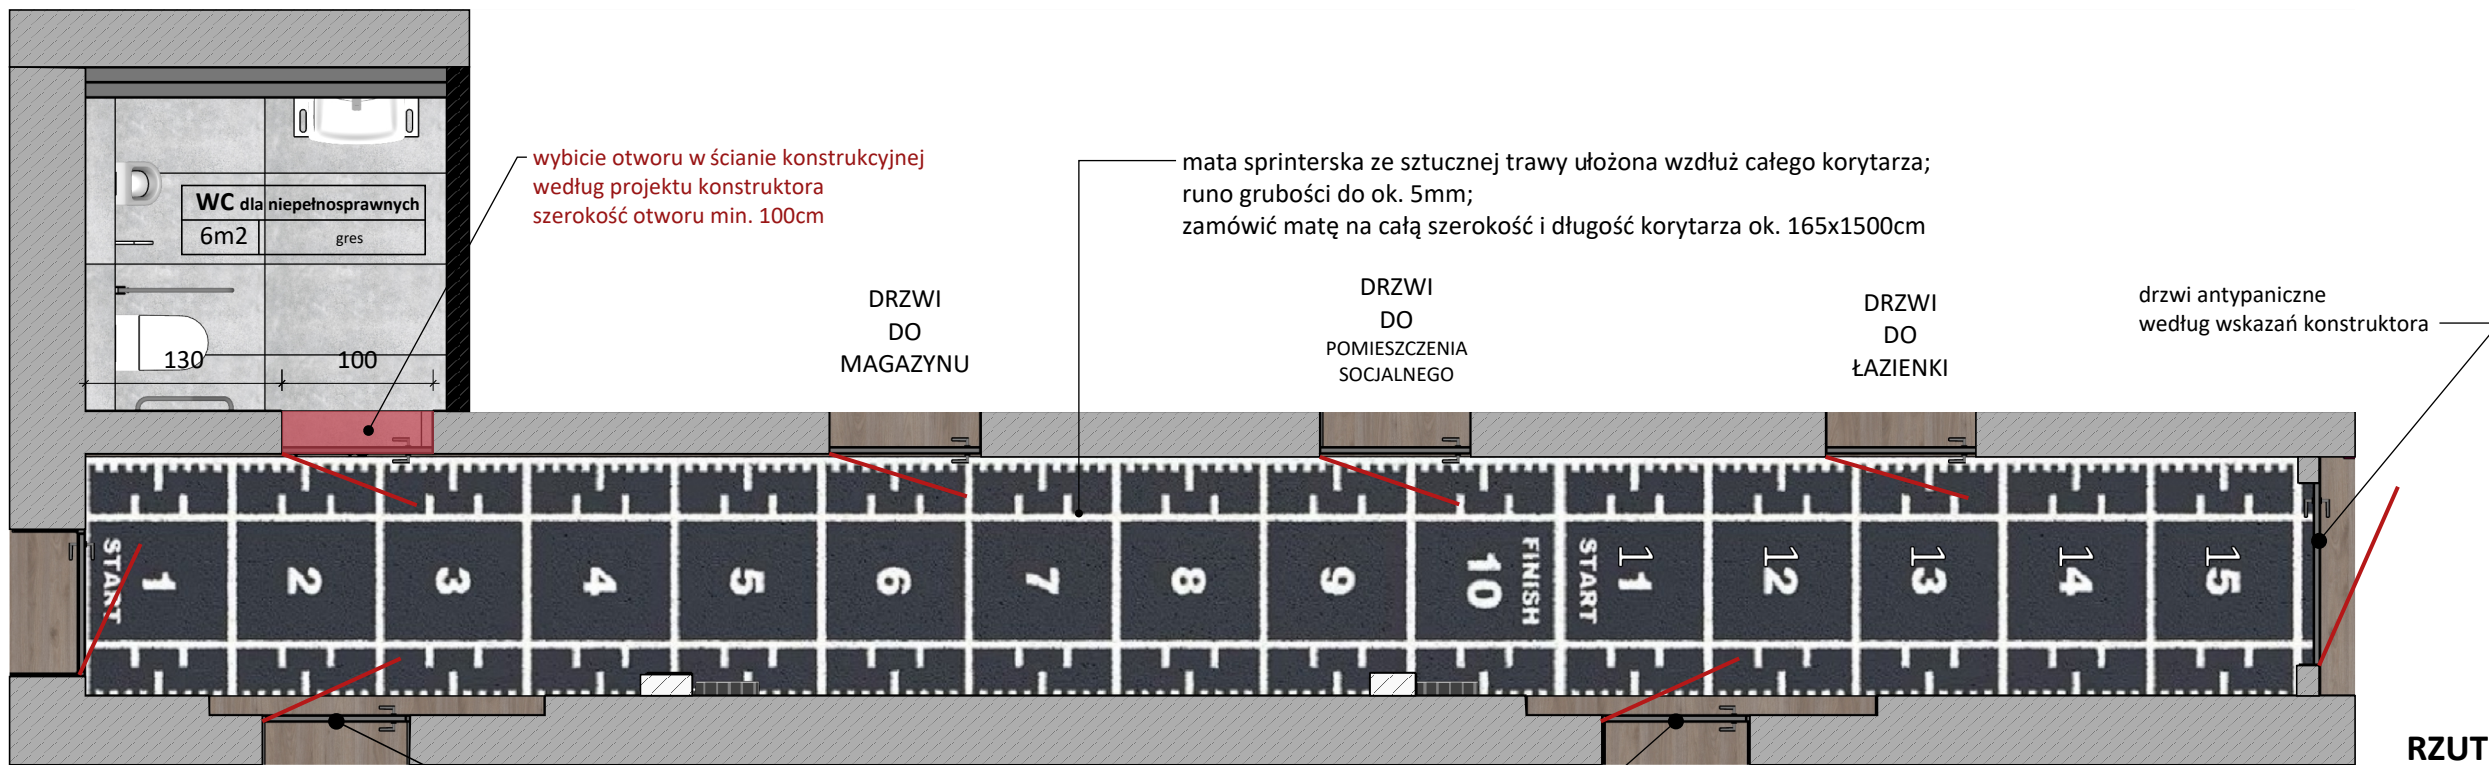 wybicie otworu w ścianie konstrukcyjnej
według projektu konstruktora
szerokość otworu min. 100cm
mata sprinterska ze sztucznej trawy ułożona wzdłuż całego korytarza;
runo grubości do ok. 5mm;
zamówić matę na całą szerokość i długość korytarza ok. 165x1500cm
WC dla niepełnosprawnych
6m2 gres
130 100
DRZWI
DO
MAGAZYNU
DRZWI
DO
POMIESZCZENIA
SOCJALNEGO
DRZWI
DO
ŁAZIENKI
drzwi antypaniczne
według wskazań konstruktora
START 1 2 3 4 5 6 7 8 9 10 FINISH START 11 12 13 14 15
RZUT